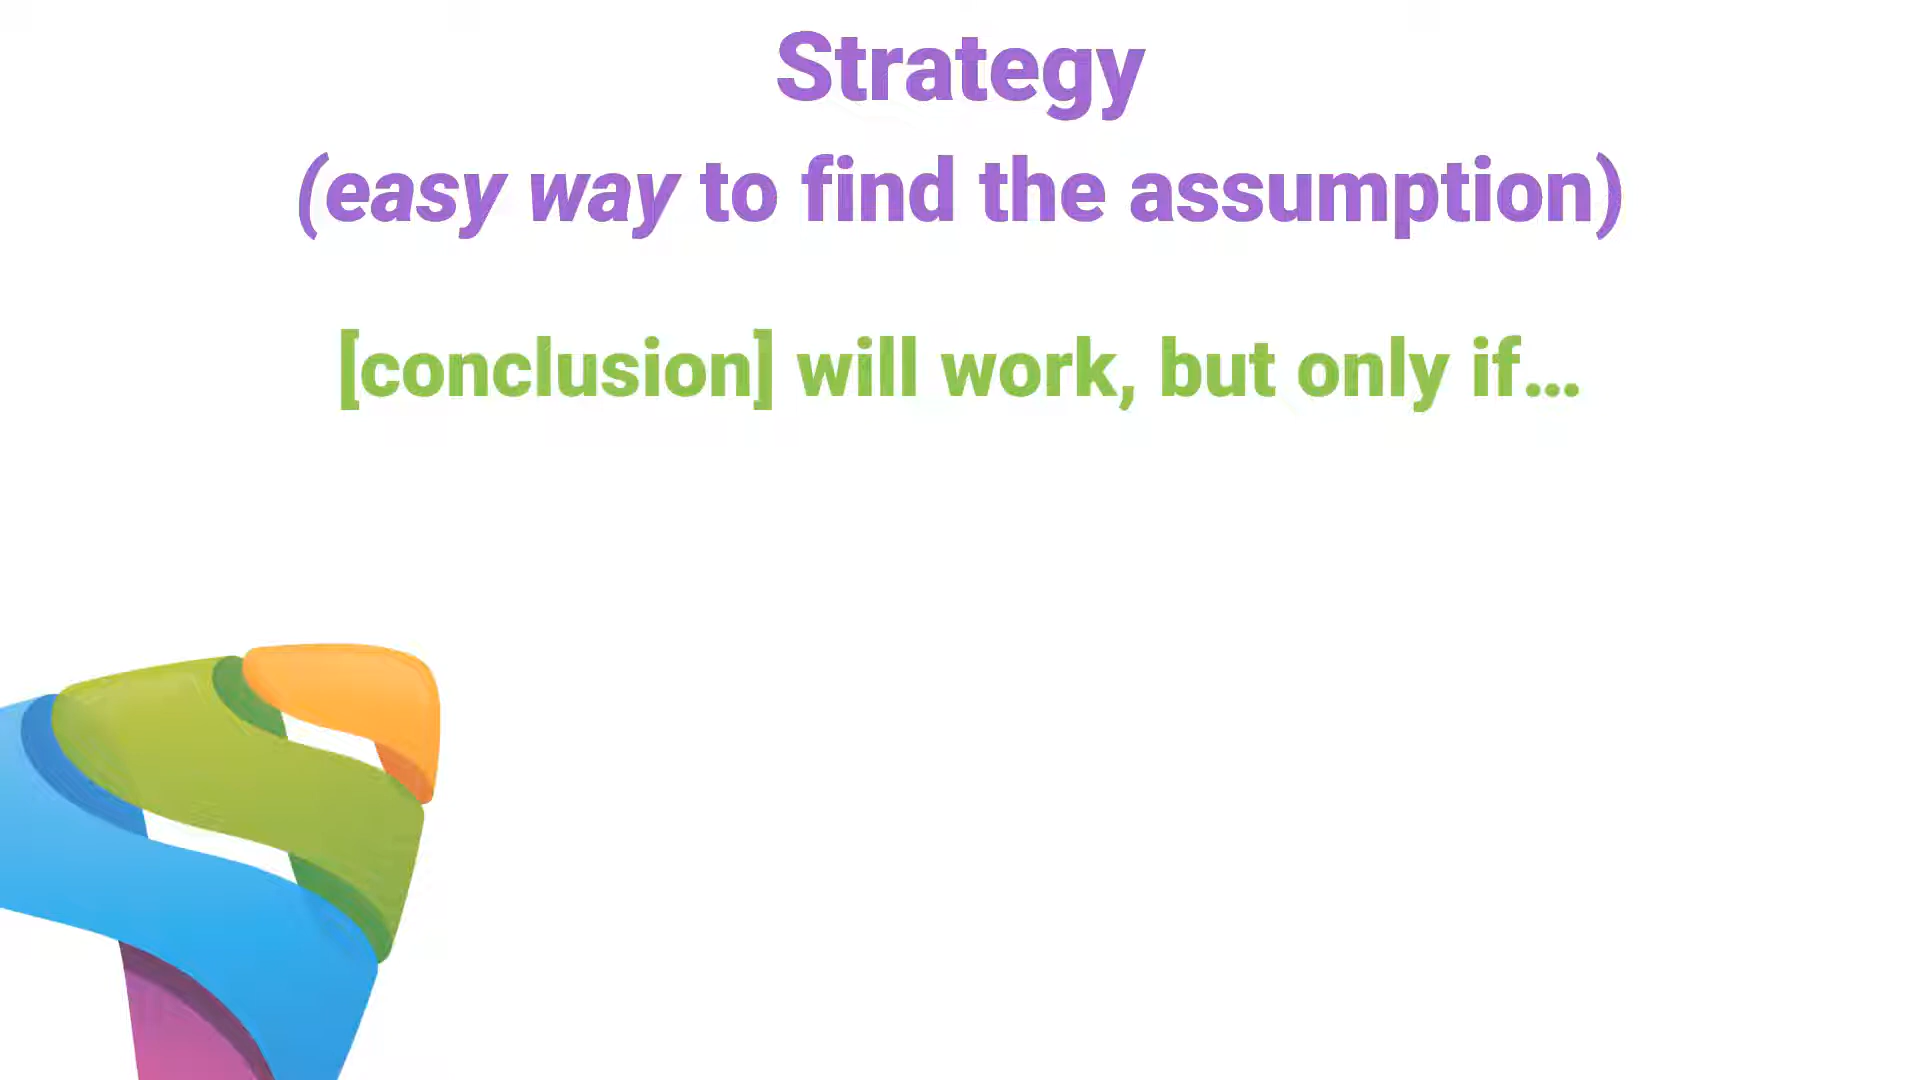 Strategy
(easy way to find the assumption)
[conclusion] will work, but only if...